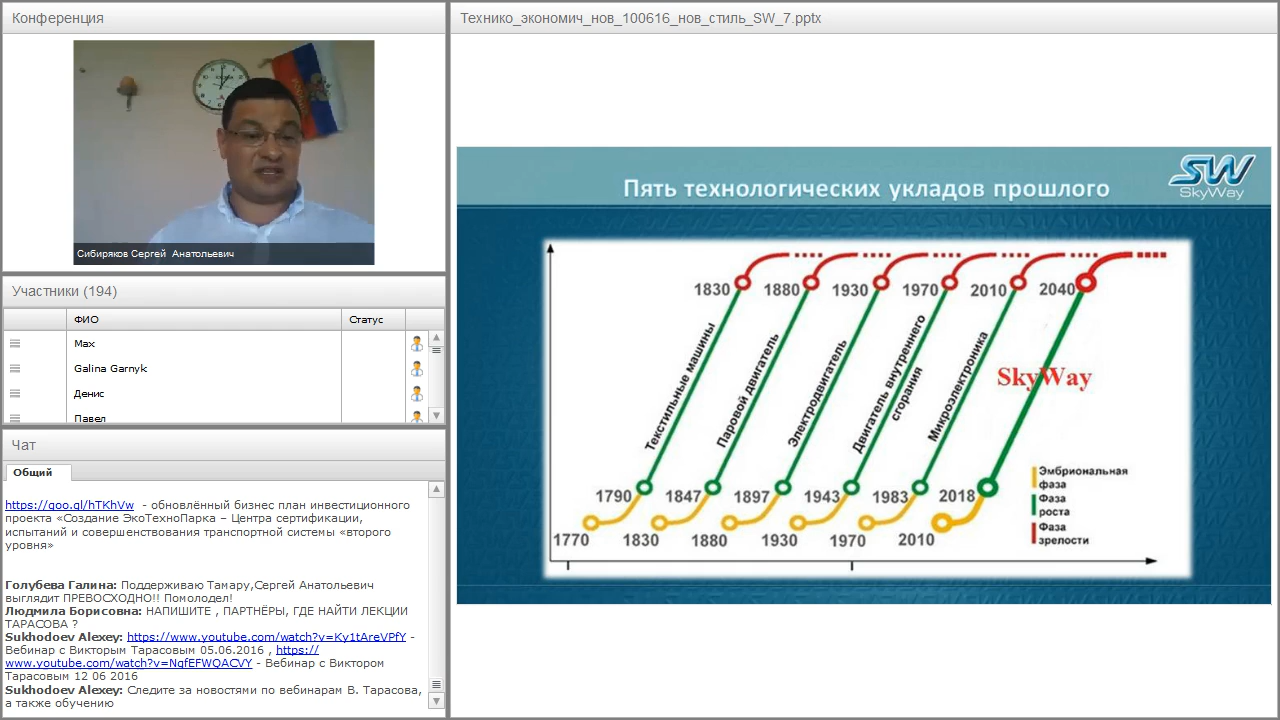 Конференция
Сибиряков Сергей Анатольевич
Участники (194)
ФИО
Статус
Max
Galina Garnyk
Денис
Павел
Чат
Общий
https://goo.gl/hTKhVw - обновлённый бизнес план инвестиционного
проекта «Создание ЭкоТехноПарка – Центра сертификации,
испытаний и совершенствования транспортной системы «второго
уровня»
Голубева Галина: Поддерживаю Тамару,Сергей Анатольевич
выглядит ПРЕВОСХОДНО!! Помолодел!
Людмила Борисовна: НАПИШИТЕ , ПАРТНЁРЫ, ГДЕ НАЙТИ ЛЕКЦИИ
ТАРАСОВА ?
Sukhodoev Alexey: https://www.youtube.com/watch?v=Ky1tAreVPfY -
Вебинар с Викторым Тарасовым 05.06.2016 , https://
www.youtube.com/watch?v=NqfEFWQACVY - Вебинар с Виктором
Тарасовым 12 06 2016
Sukhodoev Alexey: Следите за новостями по вебинарам В. Тарасова,
а также обучению
Технико_экономич_нов_100616_нов_стиль_SW_7.pptx
SW
SkyWay
Пять технологических укладов прошлого
1830
1880
1930
1970
2010
2040
Текстильные машины
Паровой двигатель
Электродвигатель
Двигатель внутреннего
сгорания
Микроэлектроника
SkyWay
1790
1847
1897
1943
1983
2018
1770
1830
1880
1930
1970
2010
Эмбриональная
фаза
Фаза
роста
Фаза
зрелости